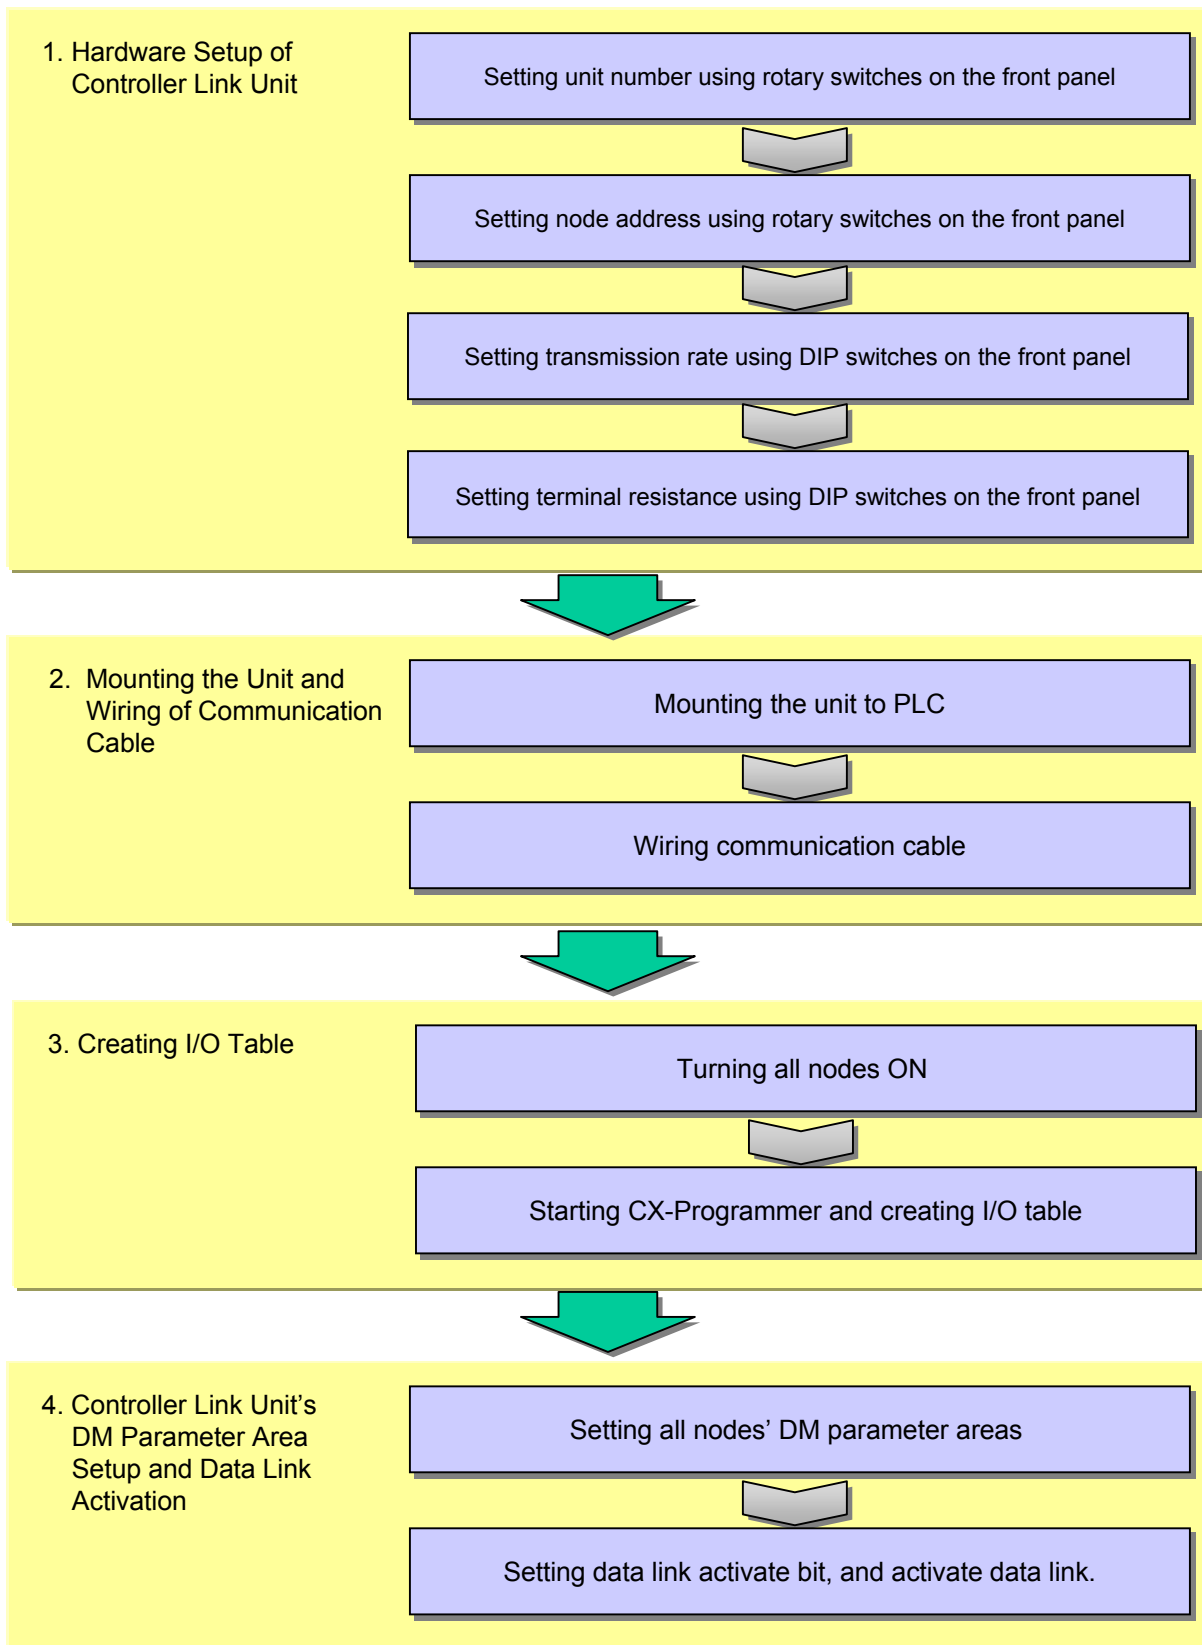 1. Hardware Setup of
Controller Link Unit
Setting unit number using rotary switches on the front panel
Setting node address using rotary switches on the front panel
Setting transmission rate using DIP switches on the front panel
Setting terminal resistance using DIP switches on the front panel
2. Mounting the Unit and
Wiring of Communication
Cable
Mounting the unit to PLC
Wiring communication cable
3. Creating I/O Table
Turning all nodes ON
Starting CX-Programmer and creating I/O table
4. Controller Link Unit’s
DM Parameter Area
Setup and Data Link
Activation
Setting all nodes’ DM parameter areas
Setting data link activate bit, and activate data link.